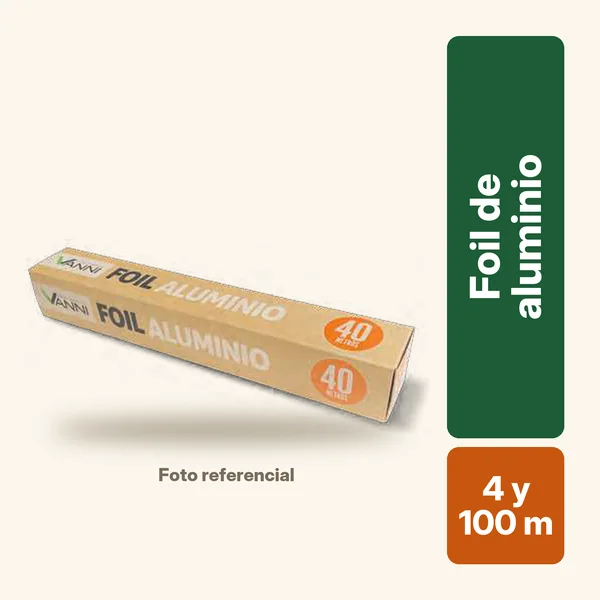 VANNI FOIL ALUMINIO 40
METROS
VANNI FOIL ALUMINIO 40
METROS
Foto referencial
Foil de
aluminio
4 y
100 m